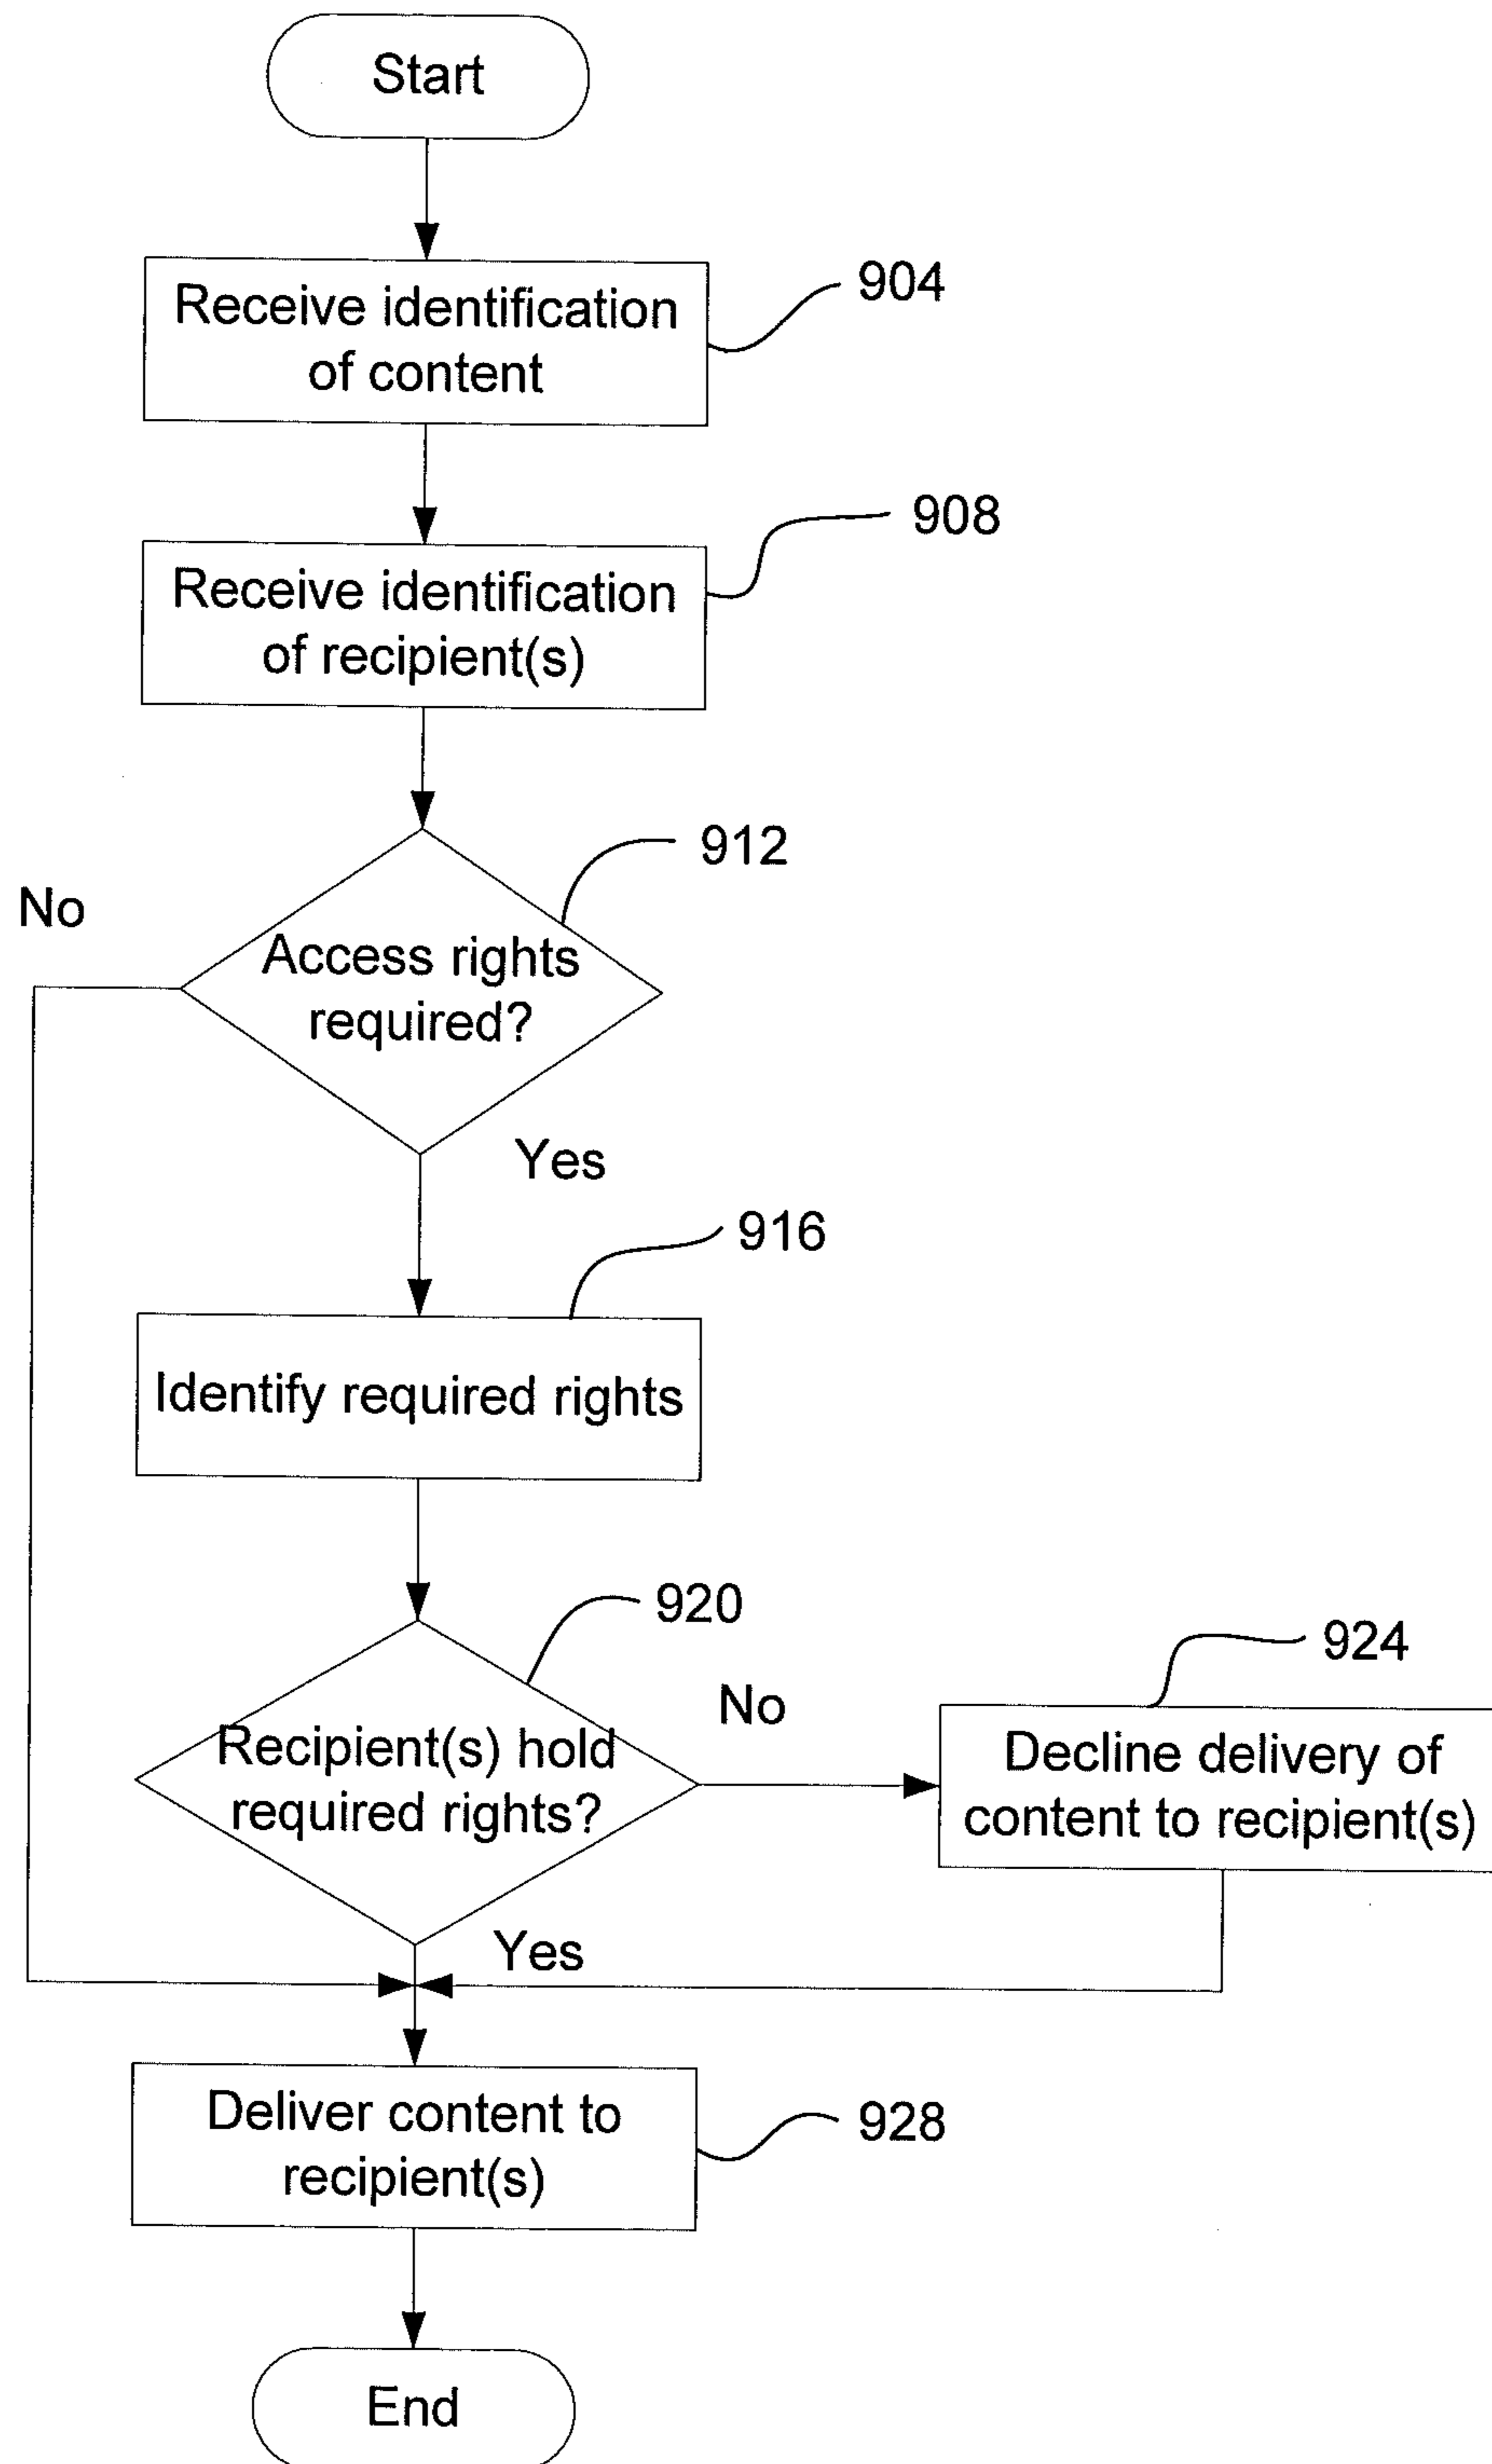 Start
Receive identification
of content
904
Receive identification
of recipient(s)
908
912
No
Access rights
required?
Yes
916
Identify required rights
920
Recipient(s) hold
required rights?
No
924
Decline delivery of
content to recipient(s)
Yes
Deliver content to
recipient(s)
928
End